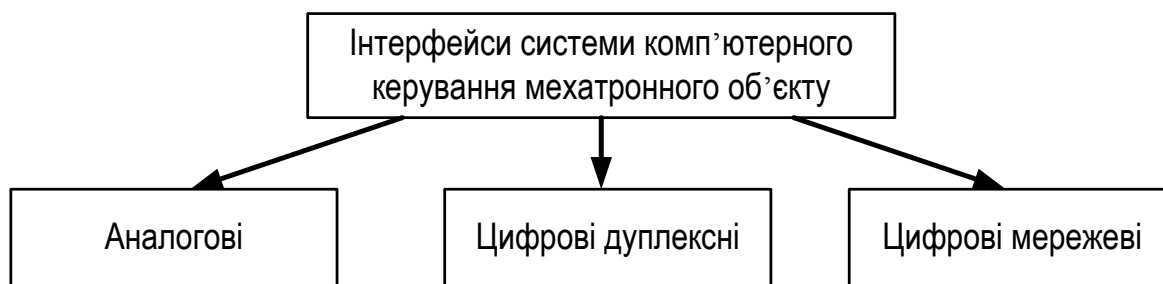 Інтерфейси системи комп’ютерного
керування мехатронного об’єкту
Аналогові
Цифрові дуплексні
Цифрові мережеві